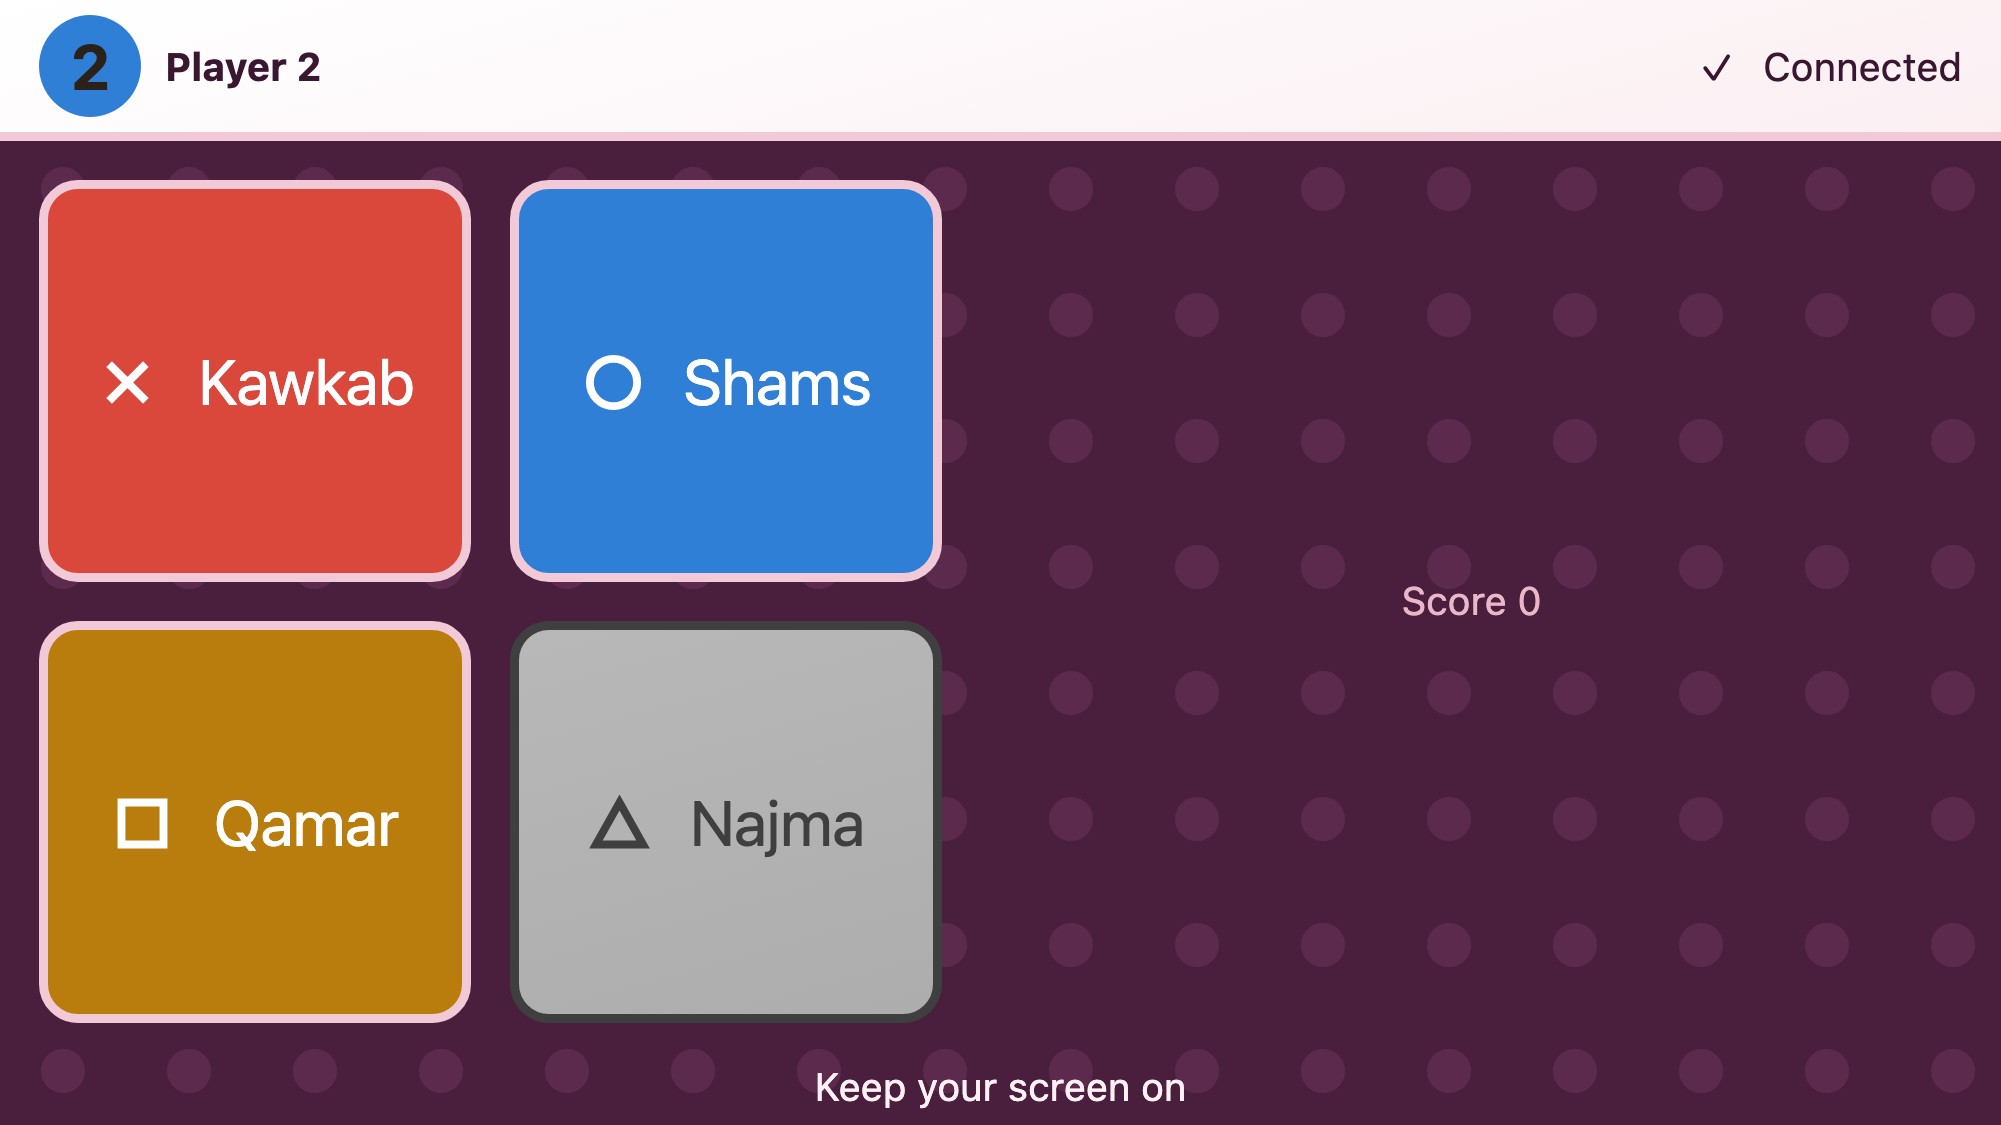 2 Player 2
✓ Connected
Kawkab
Shams
Qamar
Najma
Score 0
Keep your screen on